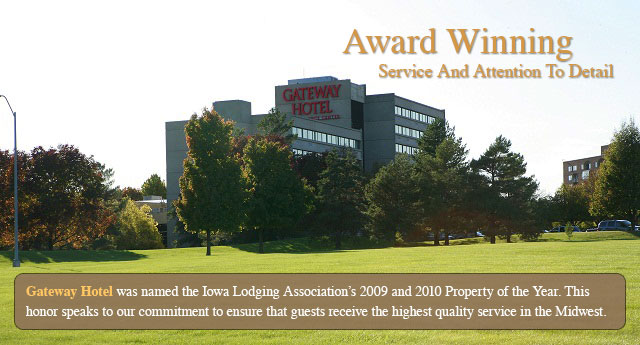 Award Winning
Service And Attention To Detail
GATEWAY
HOTEL
CENTER
Gateway Hotel was named the Iowa Lodging Association's 2009 and 2010 Property of the Year. This
honor speaks to our commitment to ensure that guests receive the highest quality service in the Midwest.